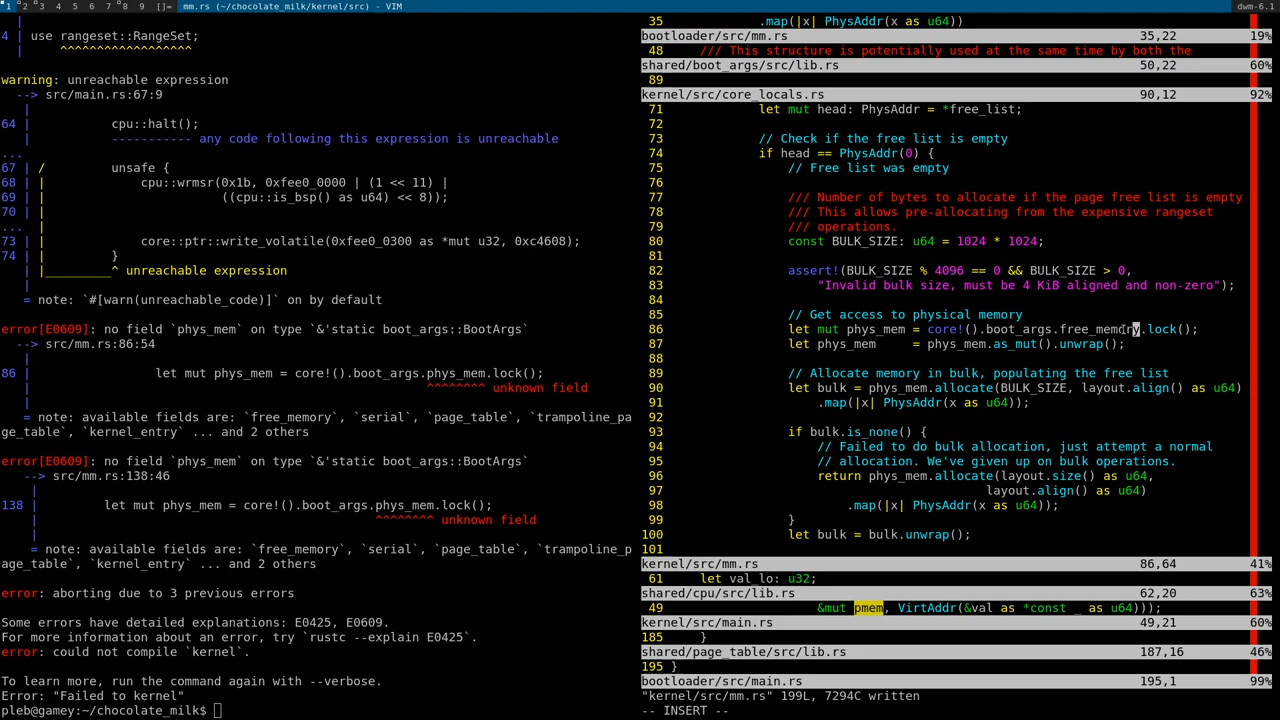 1 2 3 4 5 6 7 8 9 []= mm.rs (~/chocolate_milk/kernel/src) - VIM dwm-6.1
  |
4 | use rangeset::RangeSet;
  |     ^^^^^^^^^^^^^^^^^^
warning: unreachable expression
  --> src/main.rs:67:9
   |
64 |           cpu::halt();
   |           ----------- any code following this expression is unreachable
...
67 | /         unsafe {
68 | |             cpu::wrmsr(0x1b, 0xfee0_0000 | (1 << 11) |
69 | |                        ((cpu::is_bsp() as u64) << 8));
70 | |
... |
73 | |             core::ptr::write_volatile(0xfee0_0300 as *mut u32, 0xc4608);
74 | |         }
   | |_________^ unreachable expression
   |
   = note: `#[warn(unreachable_code)]` on by default
error[E0609]: no field `phys_mem` on type `&'static boot_args::BootArgs`
  --> src/mm.rs:86:54
   |
86 |                 let mut phys_mem = core!().boot_args.phys_mem.lock();
   |                                                      ^^^^^^^^ unknown field
   |
   = note: available fields are: `free_memory`, `serial`, `page_table`, `trampoline_pa
ge_table`, `kernel_entry` ... and 2 others
error[E0609]: no field `phys_mem` on type `&'static boot_args::BootArgs`
   --> src/mm.rs:138:46
    |
138 |         let mut phys_mem = core!().boot_args.phys_mem.lock();
    |                                              ^^^^^^^^ unknown field
    |
    = note: available fields are: `free_memory`, `serial`, `page_table`, `trampoline_p
age_table`, `kernel_entry` ... and 2 others
error: aborting due to 3 previous errors
Some errors have detailed explanations: E0425, E0609.
For more information about an error, try `rustc --explain E0425`.
error: could not compile `kernel`.
To learn more, run the command again with --verbose.
Error: "Failed to kernel"
pleb@gamey:~/chocolate_milk$
35             .map(|x| PhysAddr(x as u64))
bootloader/src/mm.rs 35,22 19%
48     /// This structure is potentially used at the same time by both the
shared/boot_args/src/lib.rs 50,22 60%
89
kernel/src/core_locals.rs 90,12 92%
71             let mut head: PhysAddr = *free_list;
72
73             // Check if the free list is empty
74             if head == PhysAddr(0) {
75                 // Free list was empty
76
77                 /// Number of bytes to allocate if the page free list is empty
78                 /// This allows pre-allocating from the expensive rangeset
79                 /// operations.
80                 const BULK_SIZE: u64 = 1024 * 1024;
81
82                 assert!(BULK_SIZE % 4096 == 0 && BULK_SIZE > 0,
83                     "Invalid bulk size, must be 4 KiB aligned and non-zero");
84
85                 // Get access to physical memory
86                 let mut phys_mem = core!().boot_args.free_memory.lock();
87                 let phys_mem     = phys_mem.as_mut().unwrap();
88
89                 // Allocate memory in bulk, populating the free list
90                 let bulk = phys_mem.allocate(BULK_SIZE, layout.align() as u64)
91                     .map(|x| PhysAddr(x as u64));
92
93                 if bulk.is_none() {
94                     // Failed to do bulk allocation, just attempt a normal
95                     // allocation. We've given up on bulk operations.
96                     return phys_mem.allocate(layout.size() as u64,
97                                              layout.align() as u64)
98                         .map(|x| PhysAddr(x as u64));
99                 }
100                 let bulk = bulk.unwrap();
101
kernel/src/mm.rs 86,64 41%
61     let val_lo: u32;
shared/cpu/src/lib.rs 62,20 63%
49                     &mut pmem, VirtAddr(&val as *const _ as u64)));
kernel/src/main.rs 49,21 60%
185     }
shared/page_table/src/lib.rs 187,16 46%
195 }
bootloader/src/main.rs 195,1 99%
"kernel/src/mm.rs" 199L, 7294C written
-- INSERT --